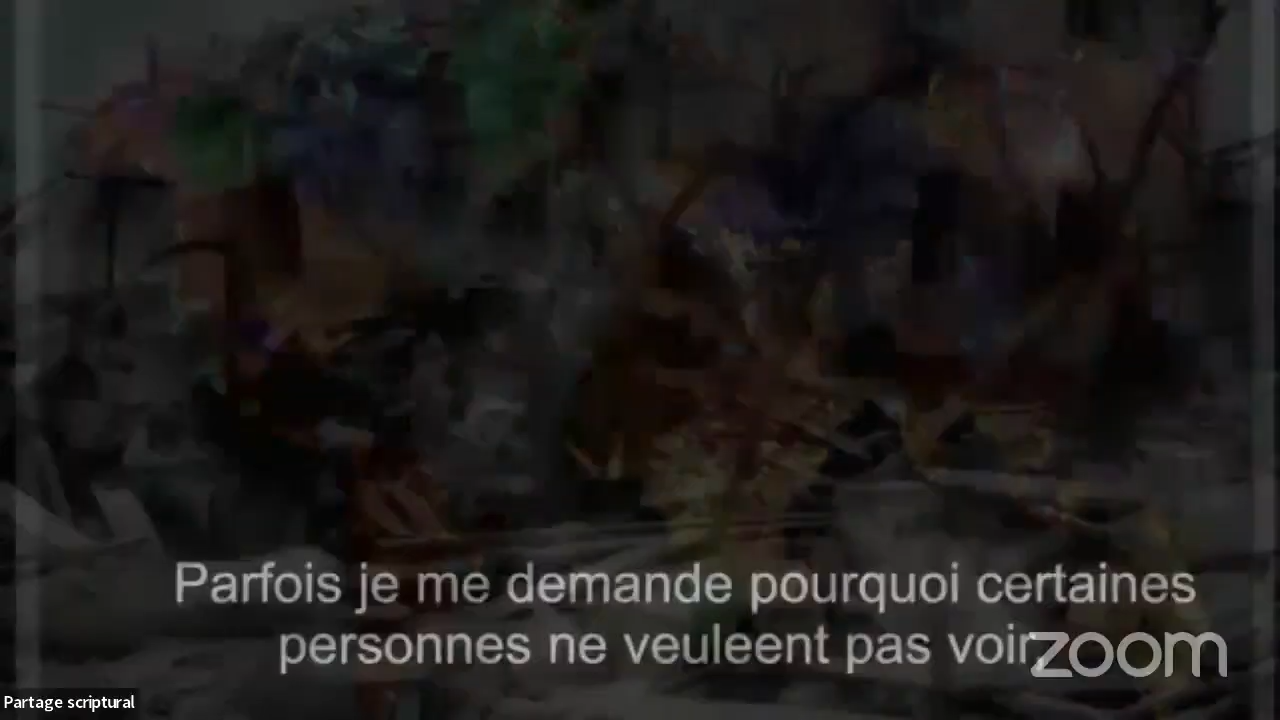 Parfois je me demande pourquoi certaines
personnes ne veuleent pas voir,
zoom
Partage scriptural